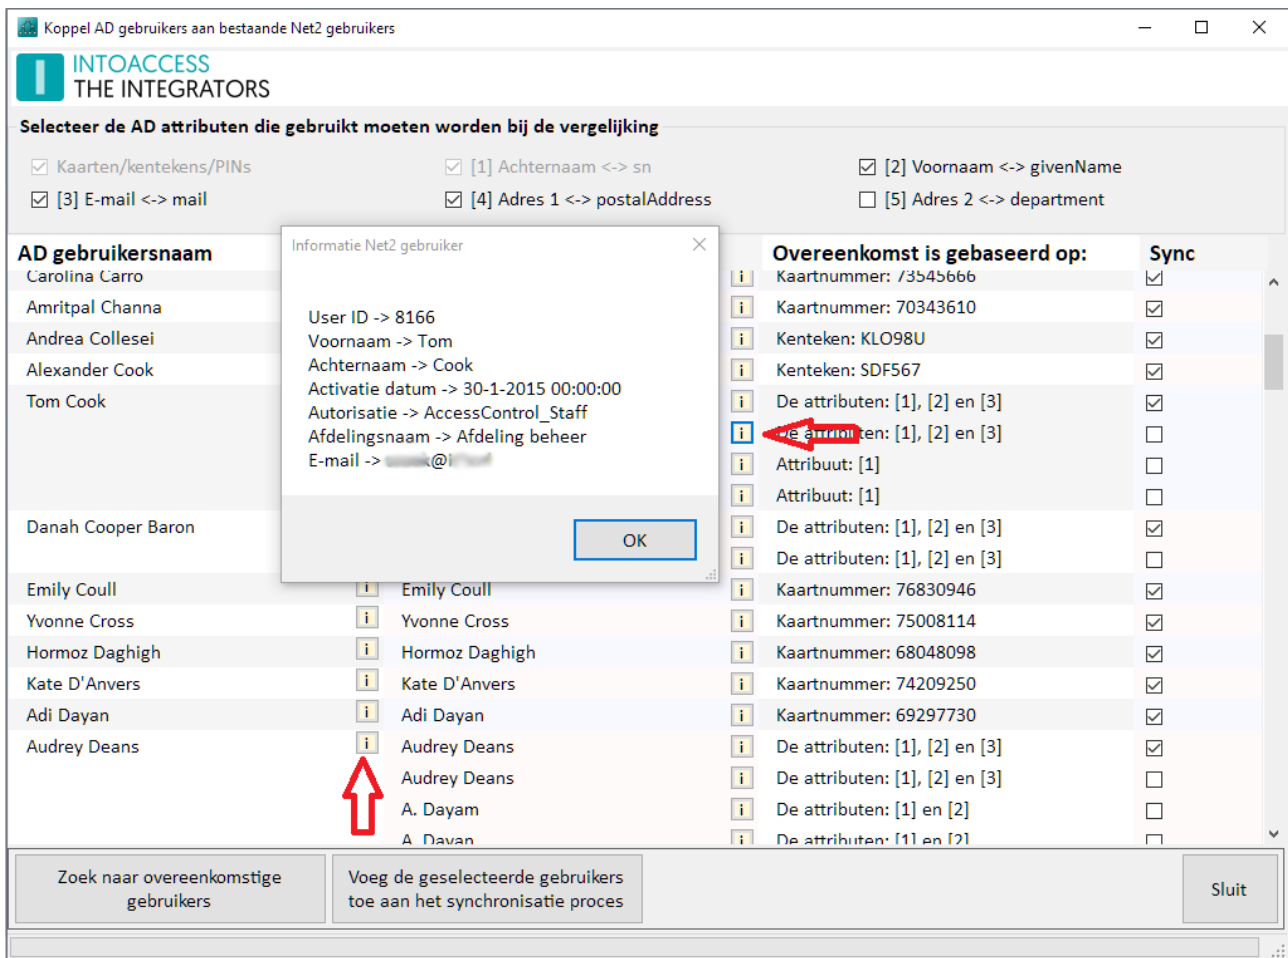 Koppel AD gebruikers aan bestaande Net2 gebruikers
INTOACCESS
THE INTEGRATORS
Selecteer de AD attributen die gebruikt moeten worden bij de vergelijking
Kaarten/kentekens/PINs
[1] Achternaam <-> sn
[2] Voornaam <-> givenName
[3] E-mail <-> mail
[4] Adres 1 <-> postalAddress
[5] Adres 2 <-> department
AD gebruikersnaam
Overeenkomst is gebaseerd op:
Sync
Carolina Carro
i
Kaartnummer: 73545666
Amritpal Channa
i
Kaartnummer: 70343610
Andrea Collesei
i
Kenteken: KLO98U
Alexander Cook
i
Kenteken: SDF567
Tom Cook
i
De attributen: [1], [2] en [3]
i
De attributen: [1], [2] en [3]
i
Attribuut: [1]
i
Attribuut: [1]
Danah Cooper Baron
i
De attributen: [1], [2] en [3]
i
De attributen: [1], [2] en [3]
Informatie Net2 gebruiker
User ID -> 8166
Voornaam -> Tom
Achternaam -> Cook
Activatie datum -> 30-1-2015 00:00:00
Autorisatie -> AccessControl_Staff
Afdelingsnaam -> Afdeling beheer
E-mail -> @
OK
Emily Coull
i
Emily Coull
i
Kaartnummer: 76830946
Yvonne Cross
i
Yvonne Cross
i
Kaartnummer: 75008114
Hormoz Daghigh
i
Hormoz Daghigh
i
Kaartnummer: 68048098
Kate D'Anvers
i
Kate D'Anvers
i
Kaartnummer: 74209250
Adi Dayan
i
Adi Dayan
i
Kaartnummer: 69297730
Audrey Deans
i
Audrey Deans
i
De attributen: [1], [2] en [3]
Audrey Deans
i
De attributen: [1], [2] en [3]
A. Dayam
i
De attributen: [1] en [2]
A. Dayan
i
De attributen: [1] en [2]
Zoek naar overeenkomstige
gebruikers
Voeg de geselecteerde gebruikers
toe aan het synchronisatie proces
Sluit